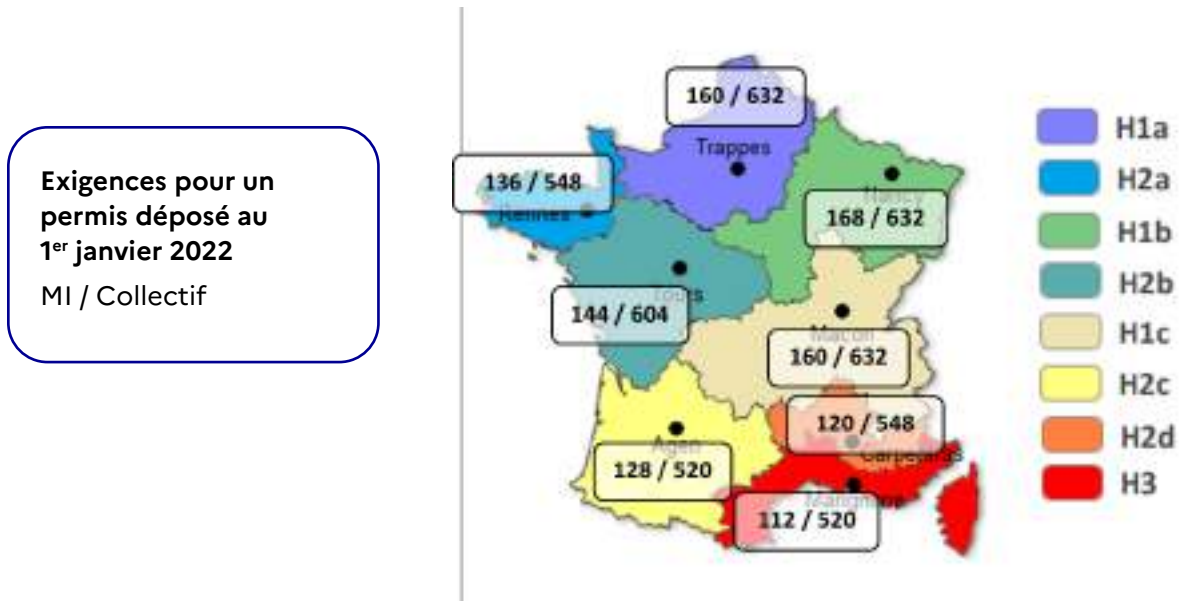 Exigences pour un
permis déposé au
1er janvier 2022
MI / Collectif
160 / 632
Trappes
136 / 548
Rennes
168 / 632
Tours
144 / 604
Macon
160 / 632
120 / 548
Carpentras
Agen
128 / 520
Marignane
112 / 520
H1a
H2a
H1b
H2b
H1c
H2c
H2d
H3